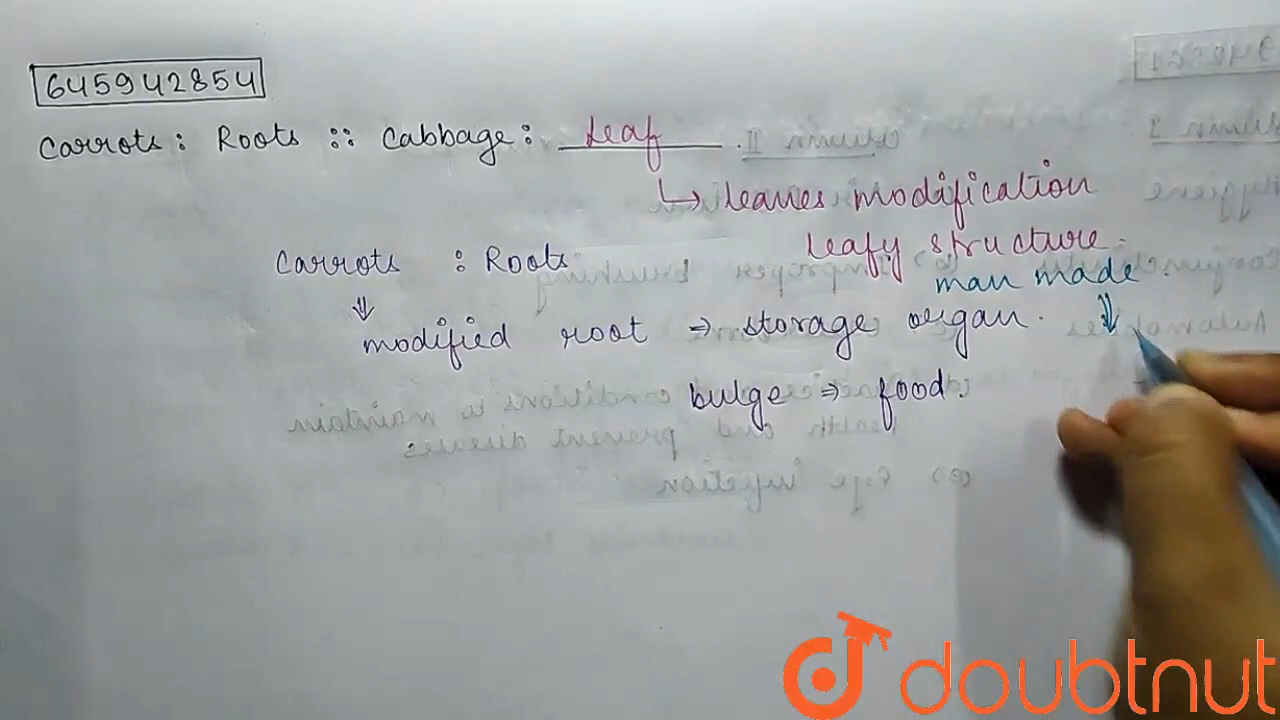 645942854
Carrots : Roots :: Cabbage : Leaf.
↳ leaves modification
leafy structure.
man made.
Carrots : Roots
⇓
modified root ⇒ storage organ. ⇓
bulge ⇒ food.
doubtnut